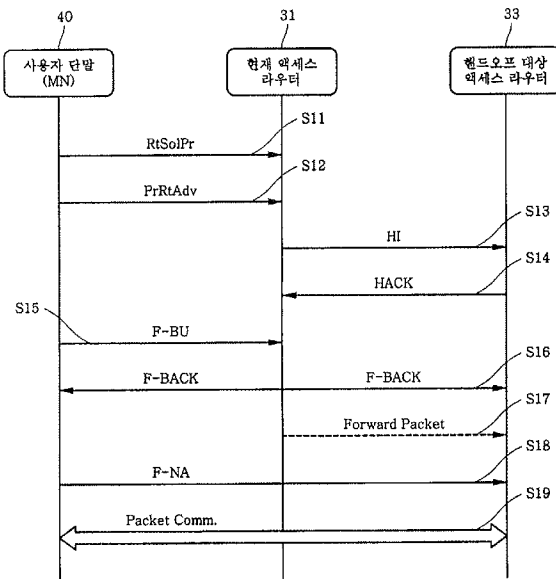 40
31
33
사용자 단말
(MN)
현재 액세스
라우터
핸드오프 대상
액세스 라우터
S11
RtSolPr
S12
PrRtAdv
S13
HI
S14
HACK
S15
F-BU
S16
F-BACK
F-BACK
S17
Forward Packet
S18
F-NA
S19
Packet Comm.